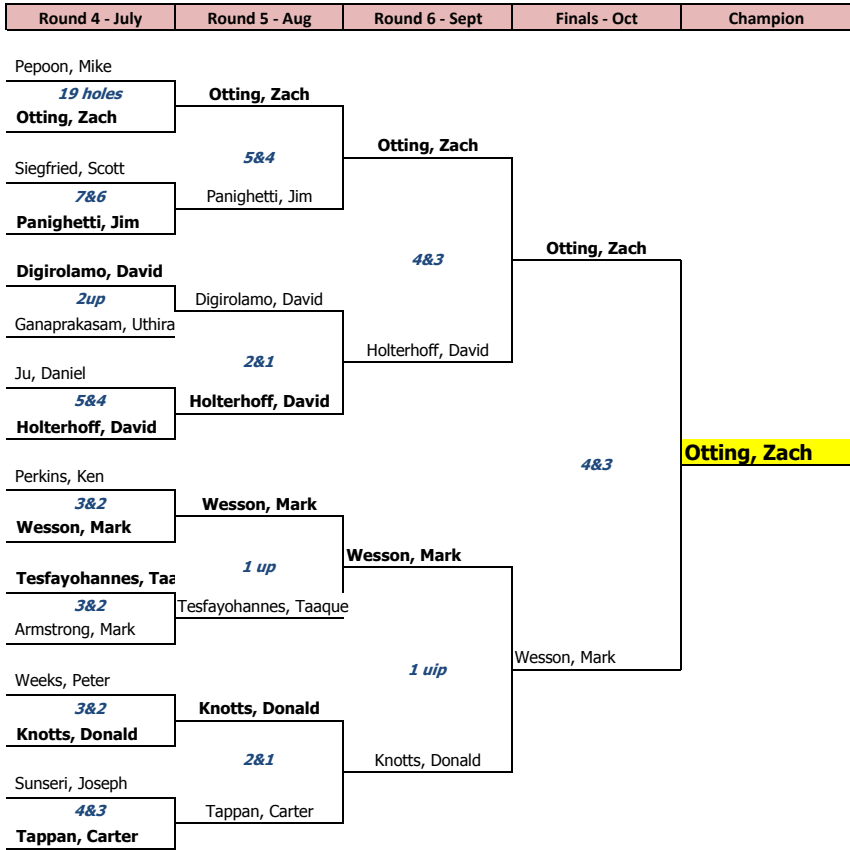 Round 4 - July Round 5 - Aug Round 6 - Sept Finals - Oct Champion
Pepoon, Mike
19 holes
Otting, Zach
Siegfried, Scott
7&6
Panighetti, Jim
Digirolamo, David
2up
Ganaprakasam, Uthira
Ju, Daniel
5&4
Holterhoff, David
Perkins, Ken
3&2
Wesson, Mark
Tesfayohannes, Taa
3&2
Armstrong, Mark
Weeks, Peter
3&2
Knotts, Donald
Sunseri, Joseph
4&3
Tappan, Carter
Otting, Zach
5&4
Panighetti, Jim
Digirolamo, David
2&1
Holterhoff, David
Wesson, Mark
1 up
Tesfayohannes, Taaque
Knotts, Donald
2&1
Tappan, Carter
Otting, Zach
4&3
Holterhoff, David
Wesson, Mark
1 uip
Knotts, Donald
Otting, Zach
4&3
Wesson, Mark
Otting, Zach